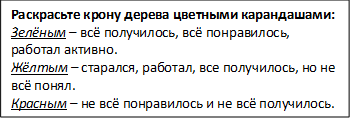 Раскрасьте крону дерева цветными карандашами:
Зелёным – всё получилось, всё понравилось,
работал активно.
Жёлтым – старался, работал, все получилось, но не
всё понял.
Красным – не всё понравилось и не всё получилось.